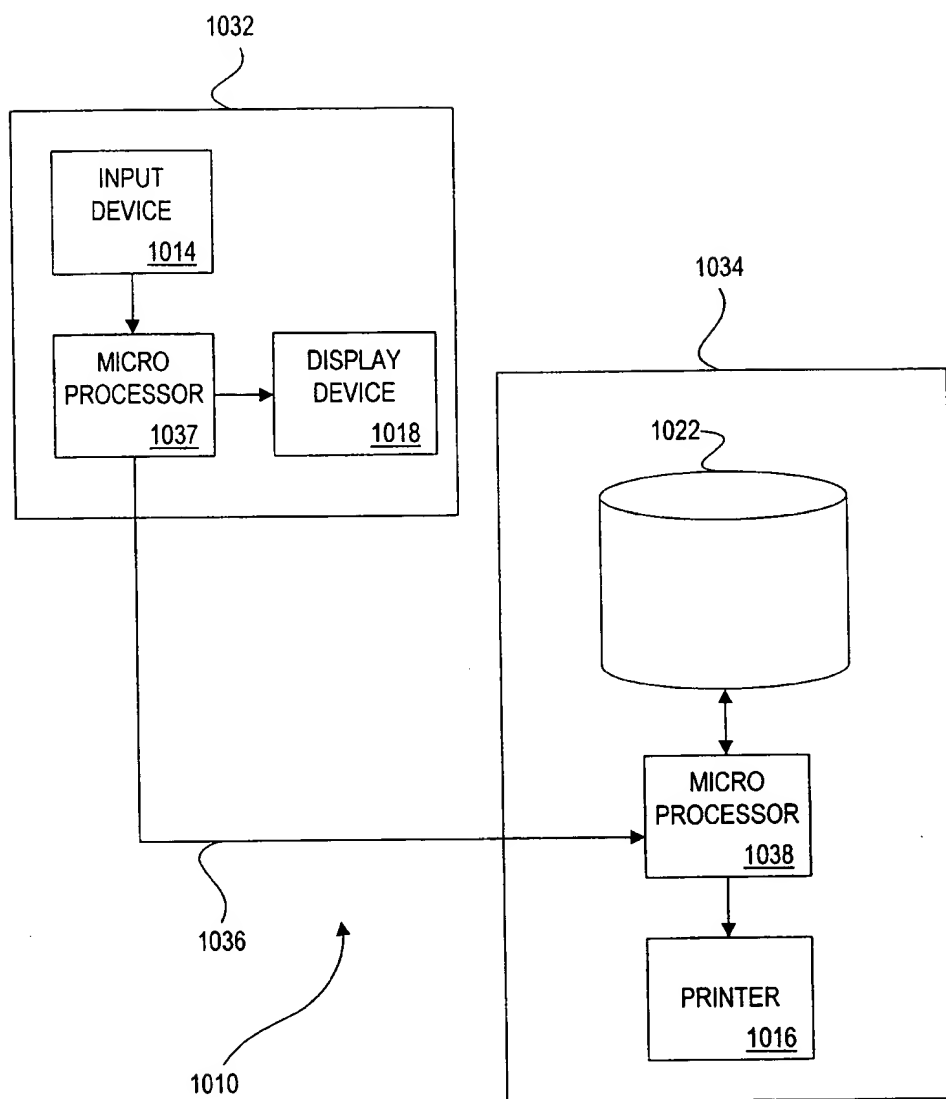 1032
INPUT
DEVICE
1014
MICRO
PROCESSOR
1037
DISPLAY
DEVICE
1018
1034
1022
MICRO
PROCESSOR
1038
PRINTER
1016
1036
1010